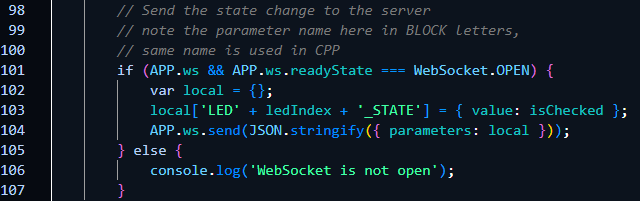 98 // Send the state change to the server
99 // note the parameter name here in BLOCK letters,
100 // same name is used in CPP
101 if (APP.ws && APP.ws.readyState === WebSocket.OPEN) {
102 var local = {};
103 local['LED' + ledIndex + '_STATE'] = { value: isChecked };
104 APP.ws.send(JSON.stringify({ parameters: local }));
105 } else {
106 console.log('WebSocket is not open');
107 }